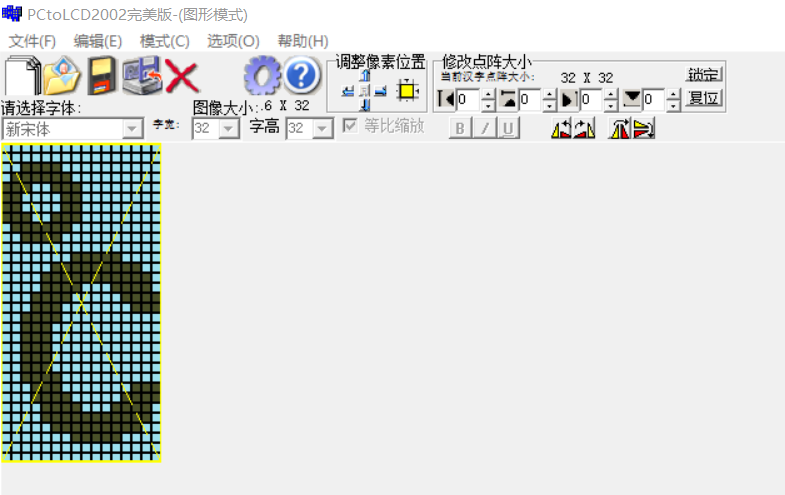 PCtoLCD2002完美版-(图形模式)
文件(F) 编辑(E) 模式(C) 选项(O) 帮助(H)
调整像素位置 修改点阵大小
当前汉字点阵大小: 32 X 32 锁定
0 0 0 0 复位
请选择字体: 图像大小:.6 X 32
新宋体 字宽: 32 字高 32 等比缩放 B / U